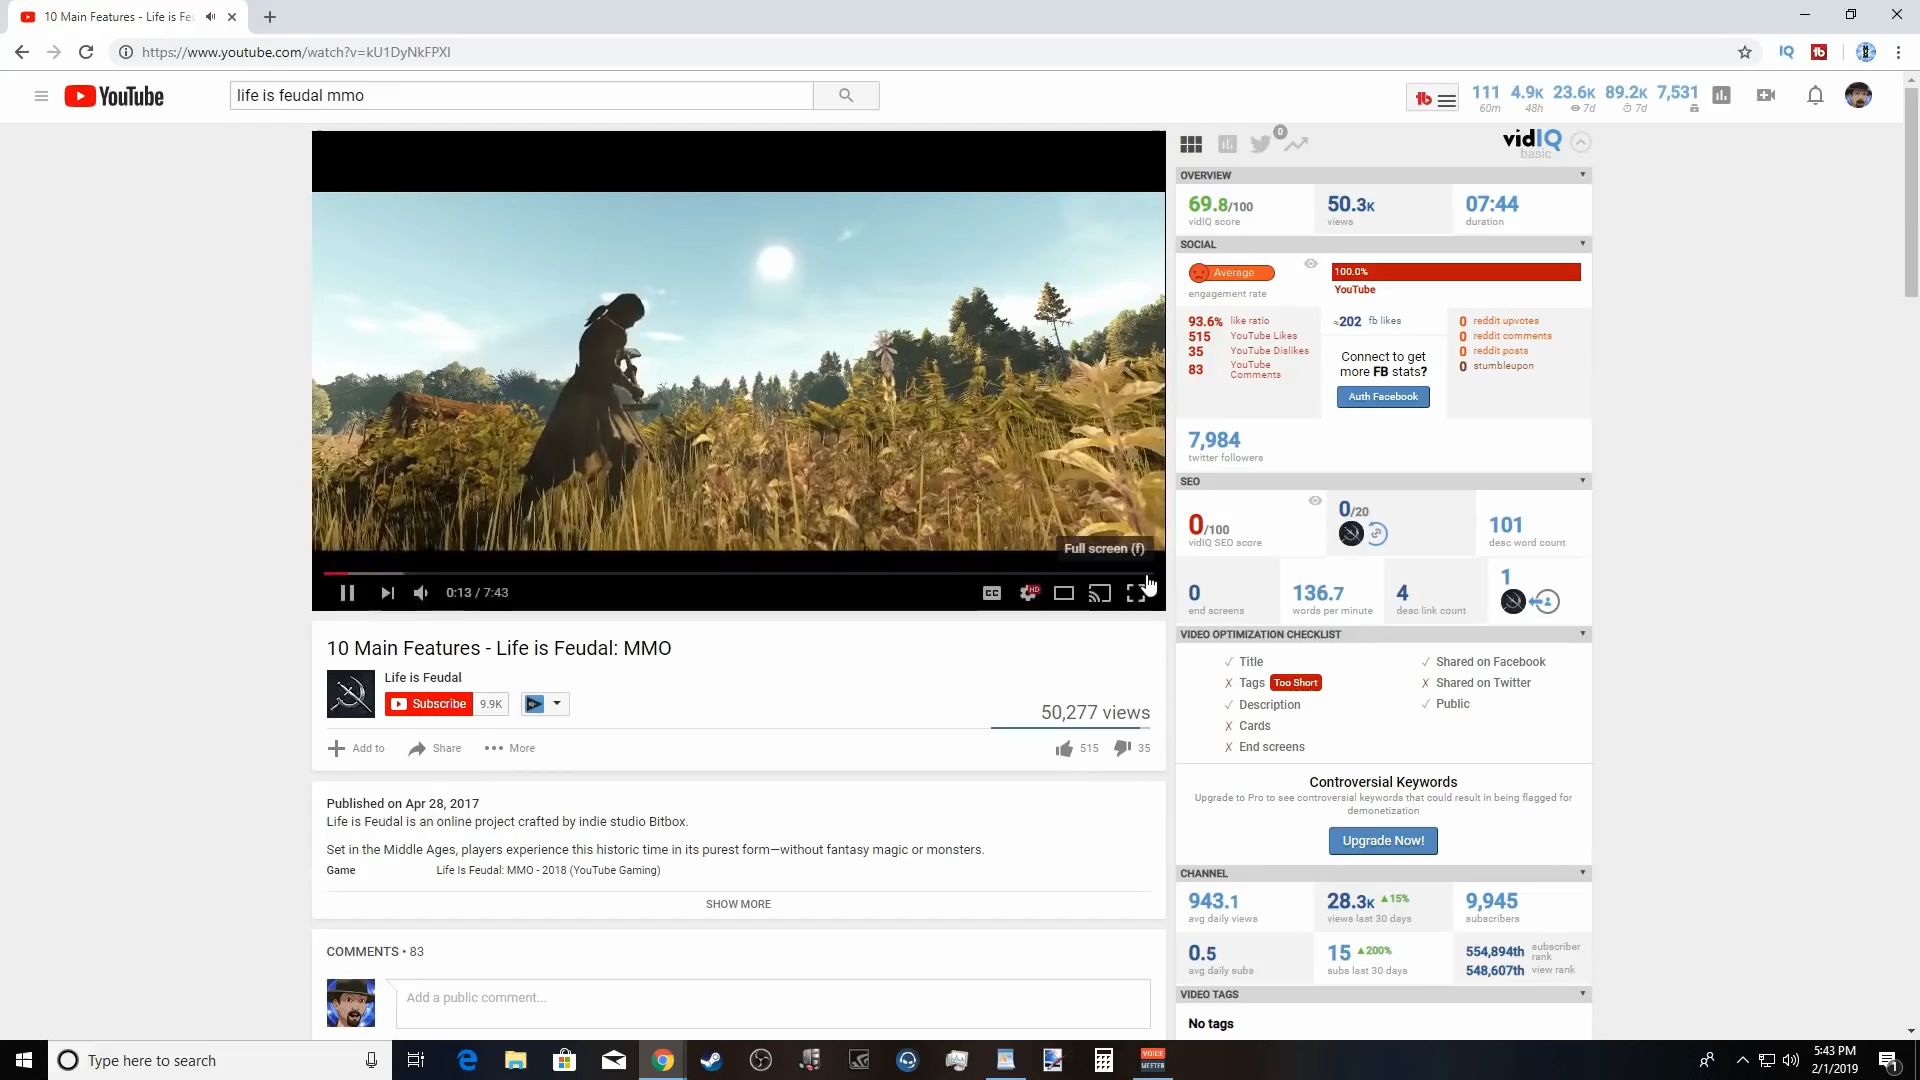 10 Main Features - Life is Feu
https://www.youtube.com/watch?v=kU1DyNkFPXI
IQ
tb
YouTube
life is feudal mmo
tb
111 4.9K 23.6K 89.2K 7,531
60m 48h 7d 7d
vidIQ
basic
0
OVERVIEW
69.8/100
vidIQ score
50.3K
views
07:44
duration
SOCIAL
Average
engagement rate
100.0%
YouTube
93.6% like ratio
515 YouTube Likes
35 YouTube Dislikes
83 YouTube Comments
≈202 fb likes
Connect to get
more FB stats?
Auth Facebook
0 reddit upvotes
0 reddit comments
0 reddit posts
0 stumbleupon
7,984
twitter followers
SEO
0/100
vidIQ SEO score
0/20
101
desc word count
0
end screens
136.7
words per minute
4
desc link count
1
VIDEO OPTIMIZATION CHECKLIST
✓ Title
✗ Tags Too Short
✓ Description
✗ Cards
✗ End screens
✓ Shared on Facebook
✗ Shared on Twitter
✓ Public
Controversial Keywords
Upgrade to Pro to see controversial keywords that could result in being flagged for
demonetization
Upgrade Now!
CHANNEL
943.1
avg daily views
28.3K ▲15%
views last 30 days
9,945
subscribers
0.5
avg daily subs
15 ▲200%
subs last 30 days
554,894th subscriber rank
548,607th view rank
VIDEO TAGS
No tags
Full screen (f)
0:13 / 7:43
CC
HD
10 Main Features - Life is Feudal: MMO
Life is Feudal
Subscribe 9.9K
50,277 views
Add to Share More
515 35
Published on Apr 28, 2017
Life is Feudal is an online project crafted by indie studio Bitbox.
Set in the Middle Ages, players experience this historic time in its purest form—without fantasy magic or monsters.
Game Life Is Feudal: MMO - 2018 (YouTube Gaming)
SHOW MORE
COMMENTS • 83
Add a public comment...
Type here to search
VOICE
MEETER
5:43 PM
2/1/2019
1